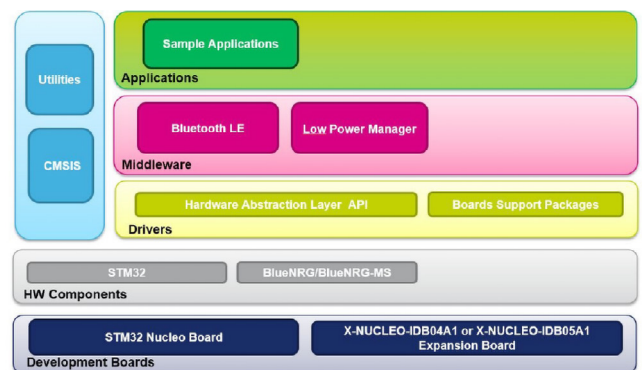 Utilities
CMSIS
Sample Applications
Applications
Bluetooth LE
Low Power Manager
Middleware
Hardware Abstraction Layer API
Boards Support Packages
Drivers
STM32
BlueNRG/BlueNRG-MS
HW Components
STM32 Nucleo Board
X-NUCLEO-IDB04A1 or X-NUCLEO-IDB05A1
Expansion Board
Development Boards